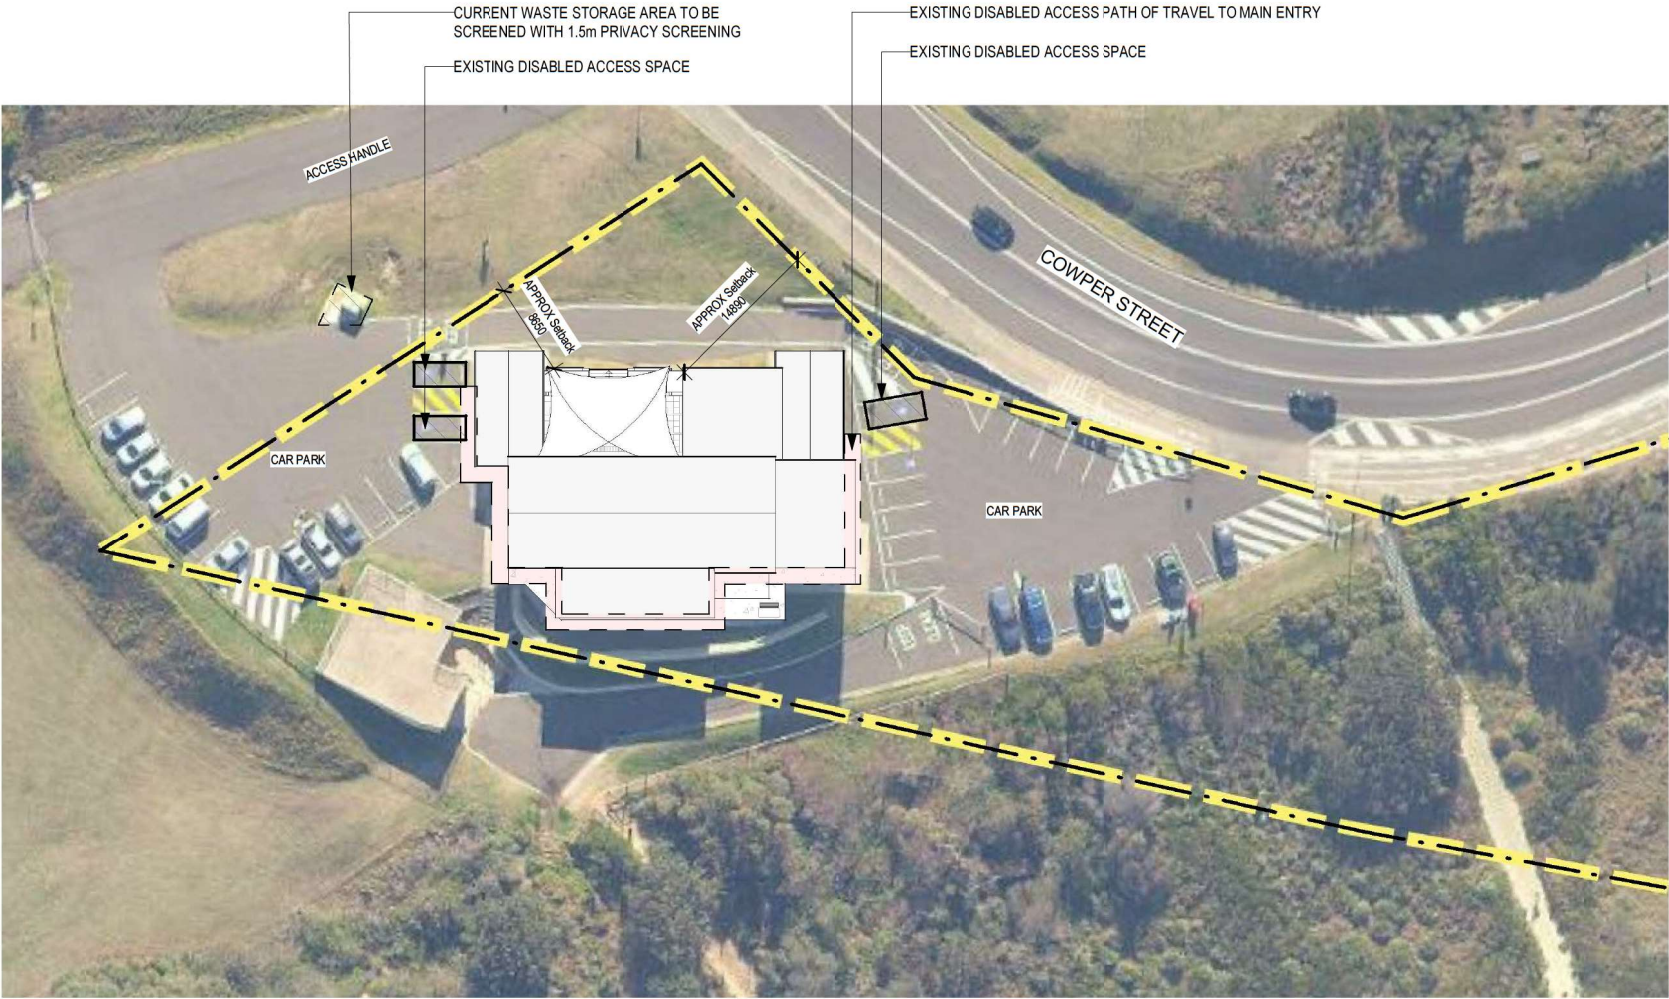 CURRENT WASTE STORAGE AREA TO BE
SCREENED WITH 1.5m PRIVACY SCREENING
EXISTING DISABLED ACCESS SPACE
EXISTING DISABLED ACCESS PATH OF TRAVEL TO MAIN ENTRY
EXISTING DISABLED ACCESS SPACE
ACCESS HANDLE
APPROX Setback
8650
APPROX Setback
14890
COWPER STREET
CAR PARK
CAR PARK